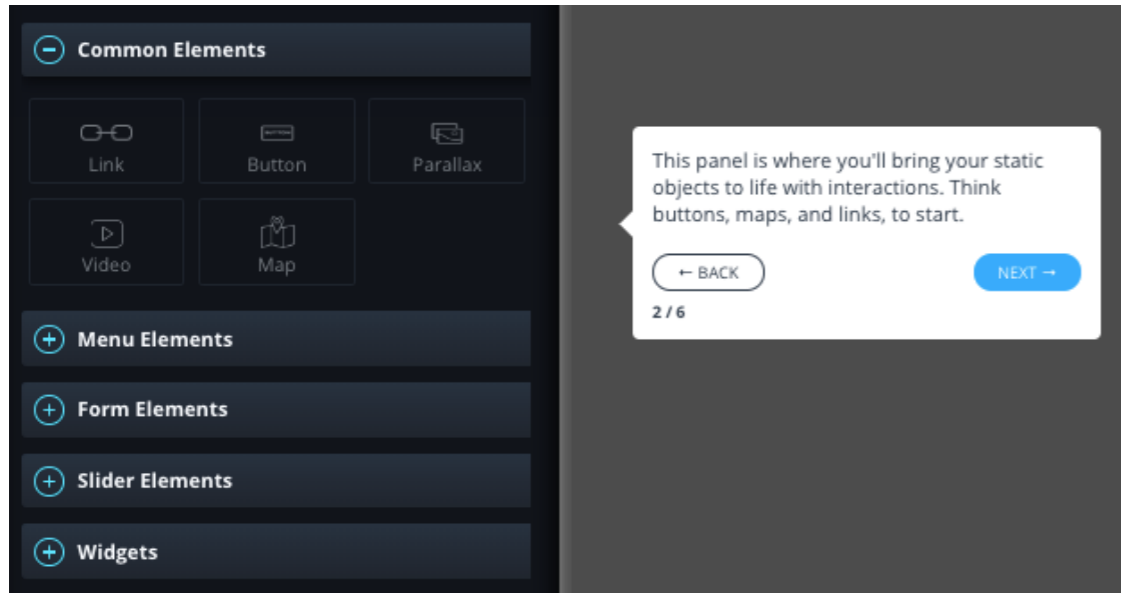 Common Elements
Link
Button
Parallax
Video
Map
Menu Elements
Form Elements
Slider Elements
Widgets
This panel is where you'll bring your static
objects to life with interactions. Think
buttons, maps, and links, to start.
← BACK
NEXT →
2 / 6